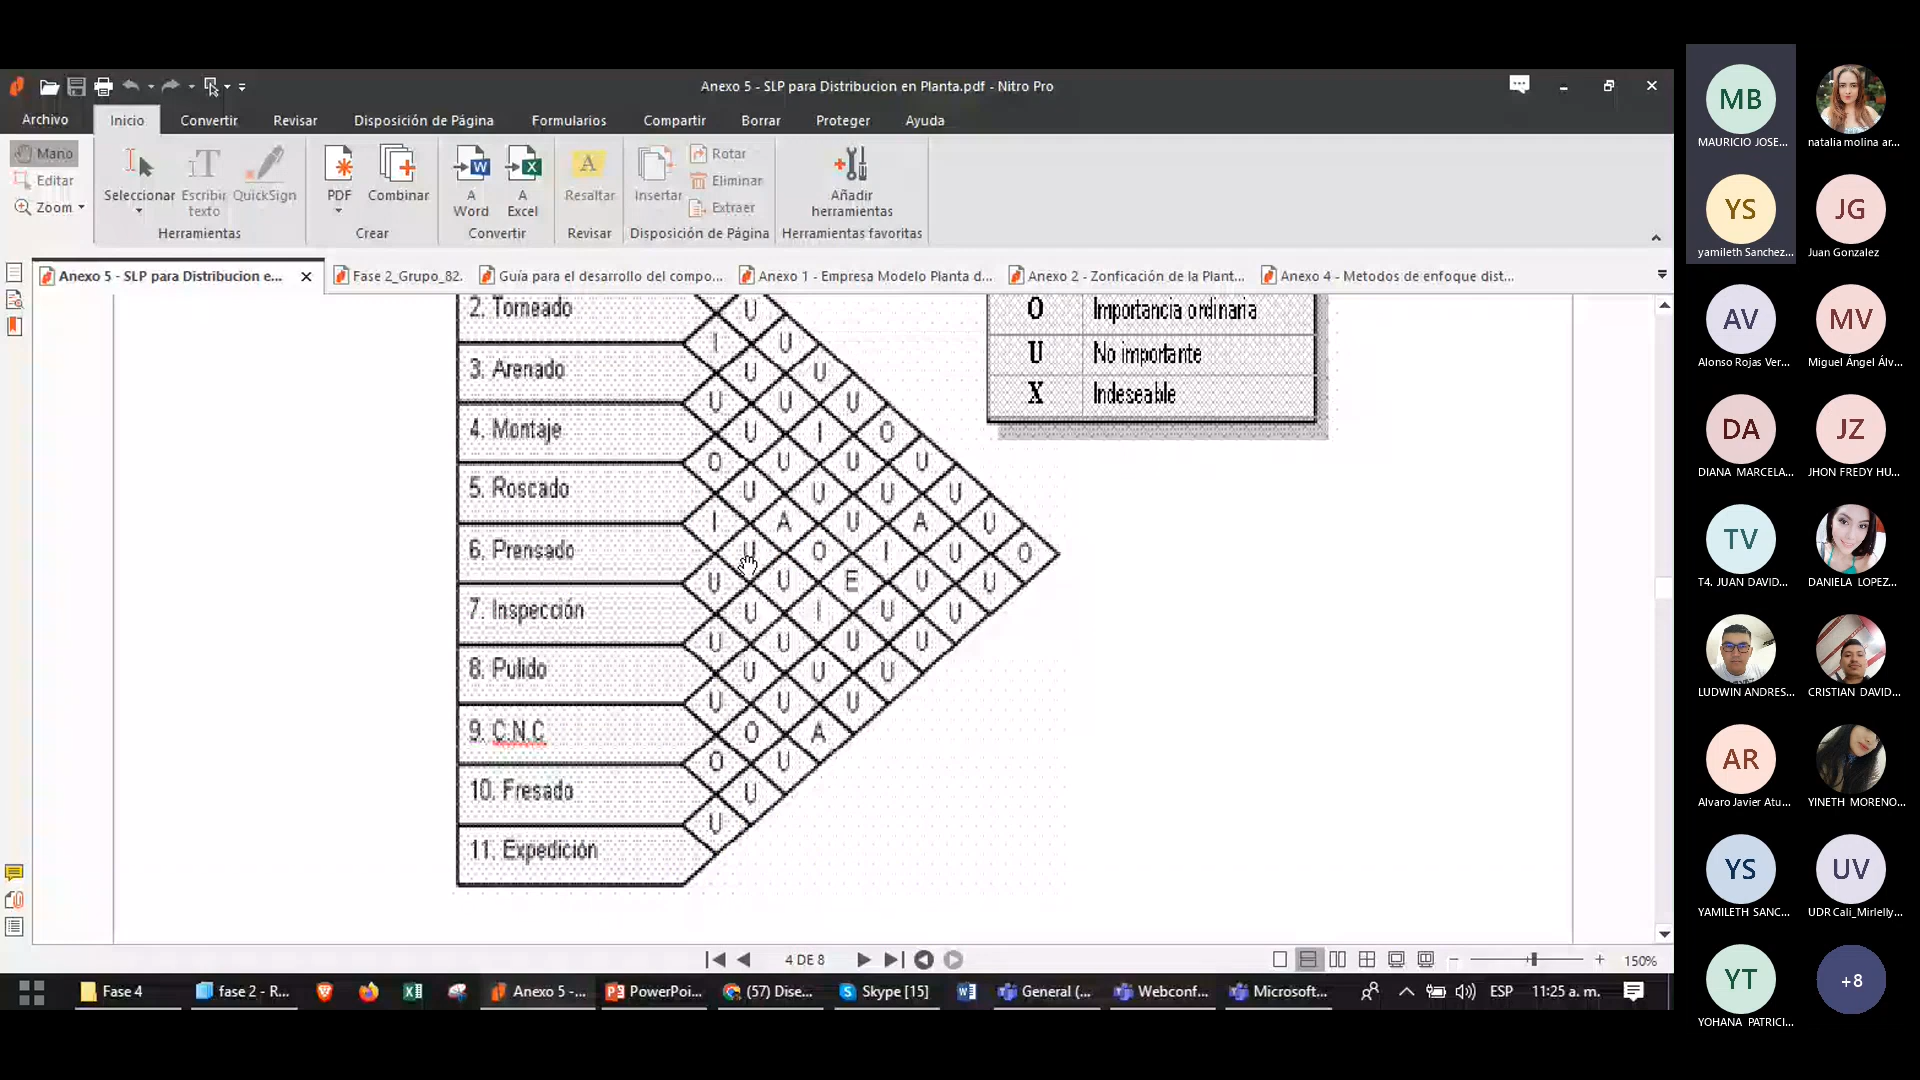 Anexo 5 - SLP para Distribucion en Planta.pdf - Nitro Pro
Archivo Inicio Convertir Revisar Disposición de Página Formularios Compartir Borrar Proteger Ayuda
Mano
Editar
Zoom
Seleccionar
Escribir texto
QuickSign
Herramientas
PDF
Combinar
Crear
A Word
A Excel
Convertir
Resaltar
Revisar
Insertar
Rotar
Eliminar
Extraer
Disposición de Página
Añadir herramientas
Herramientas favoritas
Anexo 5 - SLP para Distribucion e...
Fase 2_Grupo_82.
Guía para el desarrollo del compo...
Anexo 1 - Empresa Modelo Planta d...
Anexo 2 - Zonficación de la Plant...
Anexo 4 - Metodos de enfoque dist...
2. Torneado
3. Arenado
4. Montaje
5. Roscado
6. Prensado
7. Inspección
8. Pulido
9. C.N.C
10. Fresado
11. Expedición
U
I U
U U
U U U
U I O
O U U U
U U U U
I A U A U
U O I U O
U U E U U
U I U U
U U U U
U U U
U U U
O A
O U
U
U
O Importancia ordinaria
U No importante
X Indeseable
4 DE 8
150%
Fase 4
fase 2 - R...
Anexo 5 -...
PowerPoi...
(57) Dise...
Skype [15]
General (...
Webconf...
Microsoft...
ESP
11:25 a. m.
MB
MAURICIO JOSE...
natalia molina ar...
YS
yamileth Sanchez...
JG
Juan Gonzalez
AV
Alonso Rojas Ver...
MV
Miguel Ángel Álv...
DA
DIANA MARCELA...
JZ
JHON FREDY HU...
TV
T4. JUAN DAVID...
DANIELA LOPEZ...
LUDWIN ANDRES...
CRISTIAN DAVID...
AR
Alvaro Javier Atu...
YINETH MORENO...
YS
YAMILETH SANC...
UV
UDR Cali_Mirlelly...
YT
YOHANA PATRICI...
+8